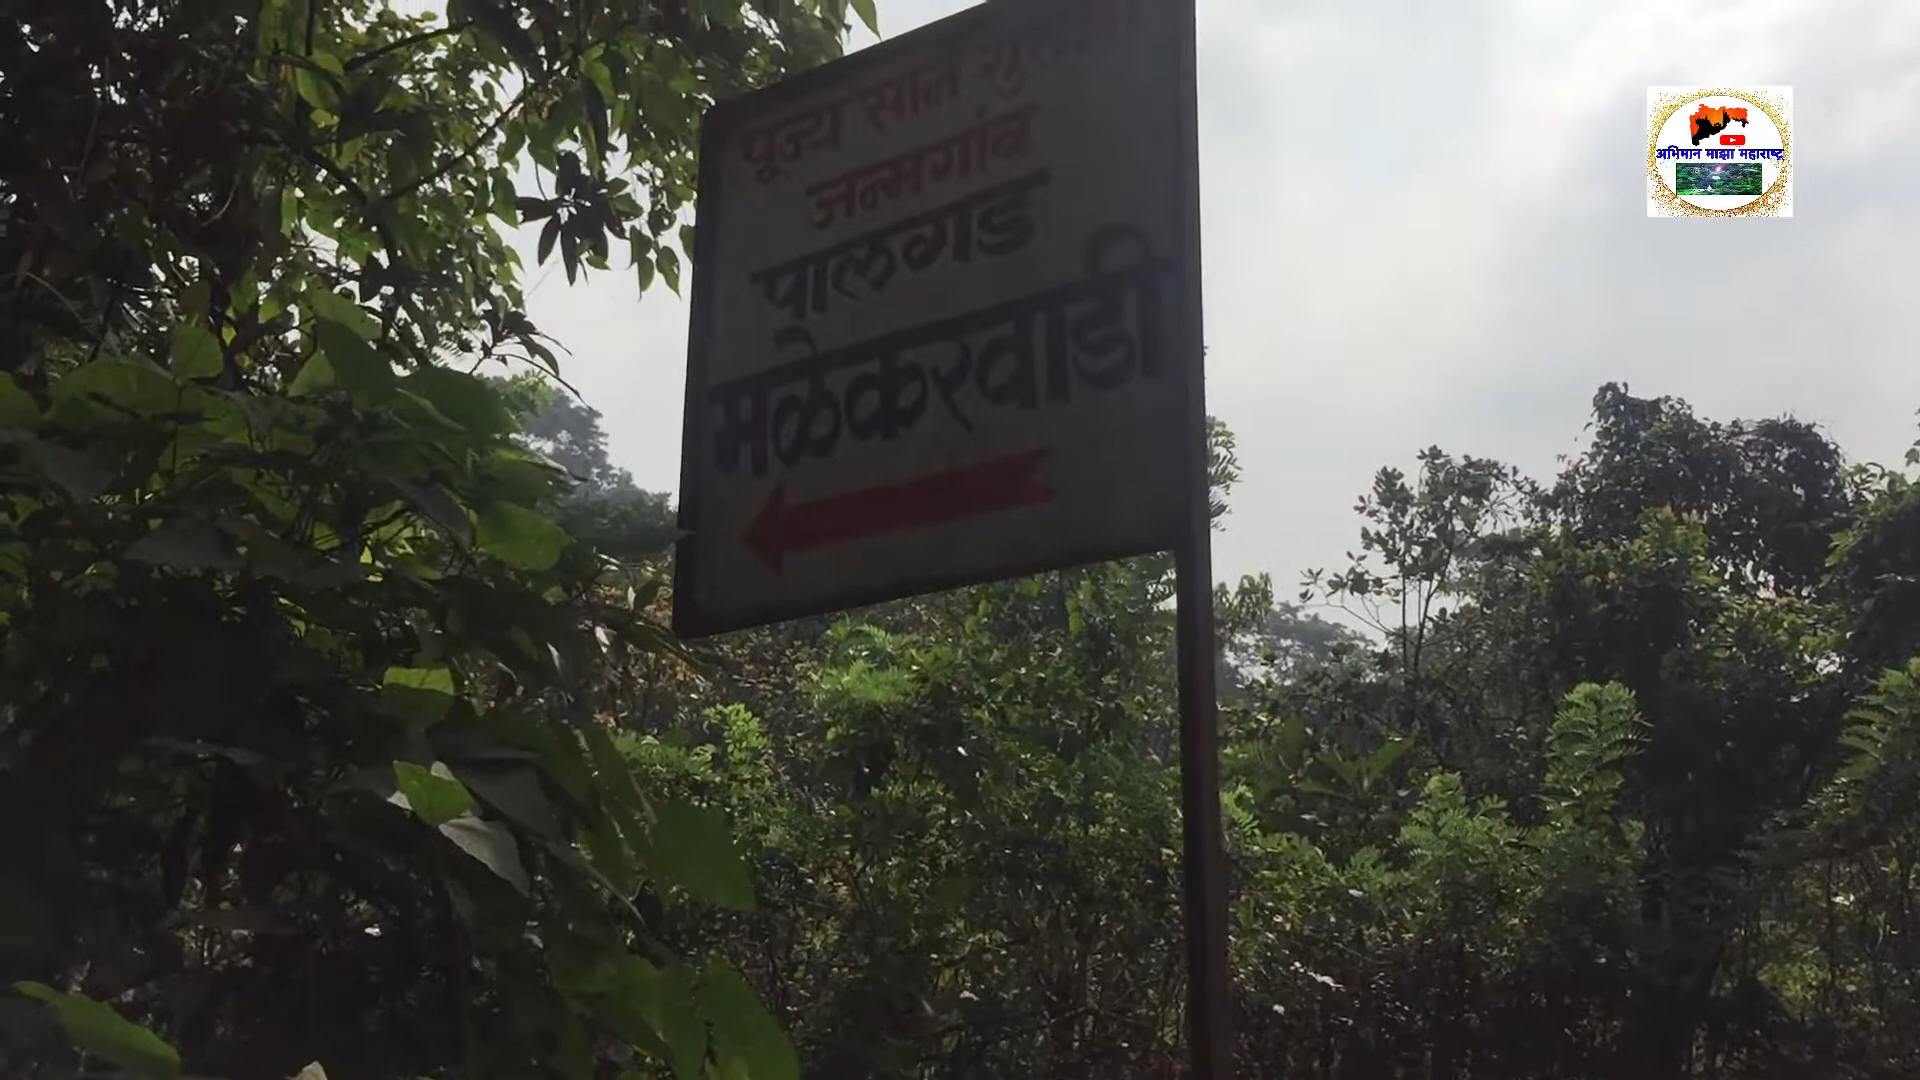 पूज्य साने गुरुजी
जन्मगांव
पालगड
मळेकरवाडी
अभिमान माझा महाराष्ट्र